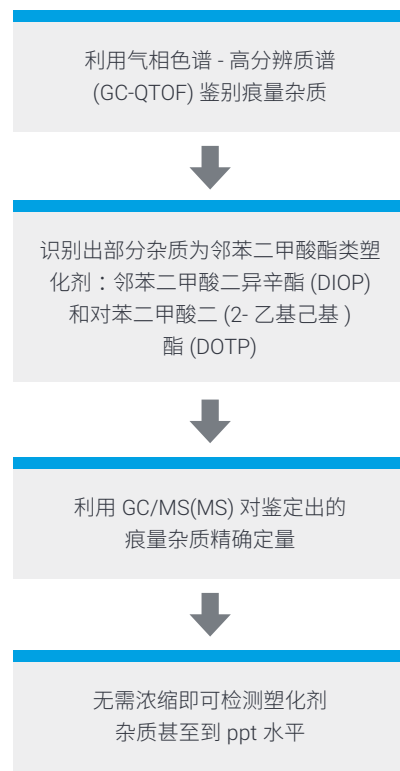 利用气相色谱 - 高分辨质谱
(GC-QTOF) 鉴别痕量杂质
识别出部分杂质为邻苯二甲酸酯类塑
化剂：邻苯二甲酸二异辛酯 (DIOP)
和对苯二甲酸二 (2- 乙基己基 )
酯 (DOTP)
利用 GC/MS(MS) 对鉴定出的
痕量杂质精确定量
无需浓缩即可检测塑化剂
杂质甚至到 ppt 水平